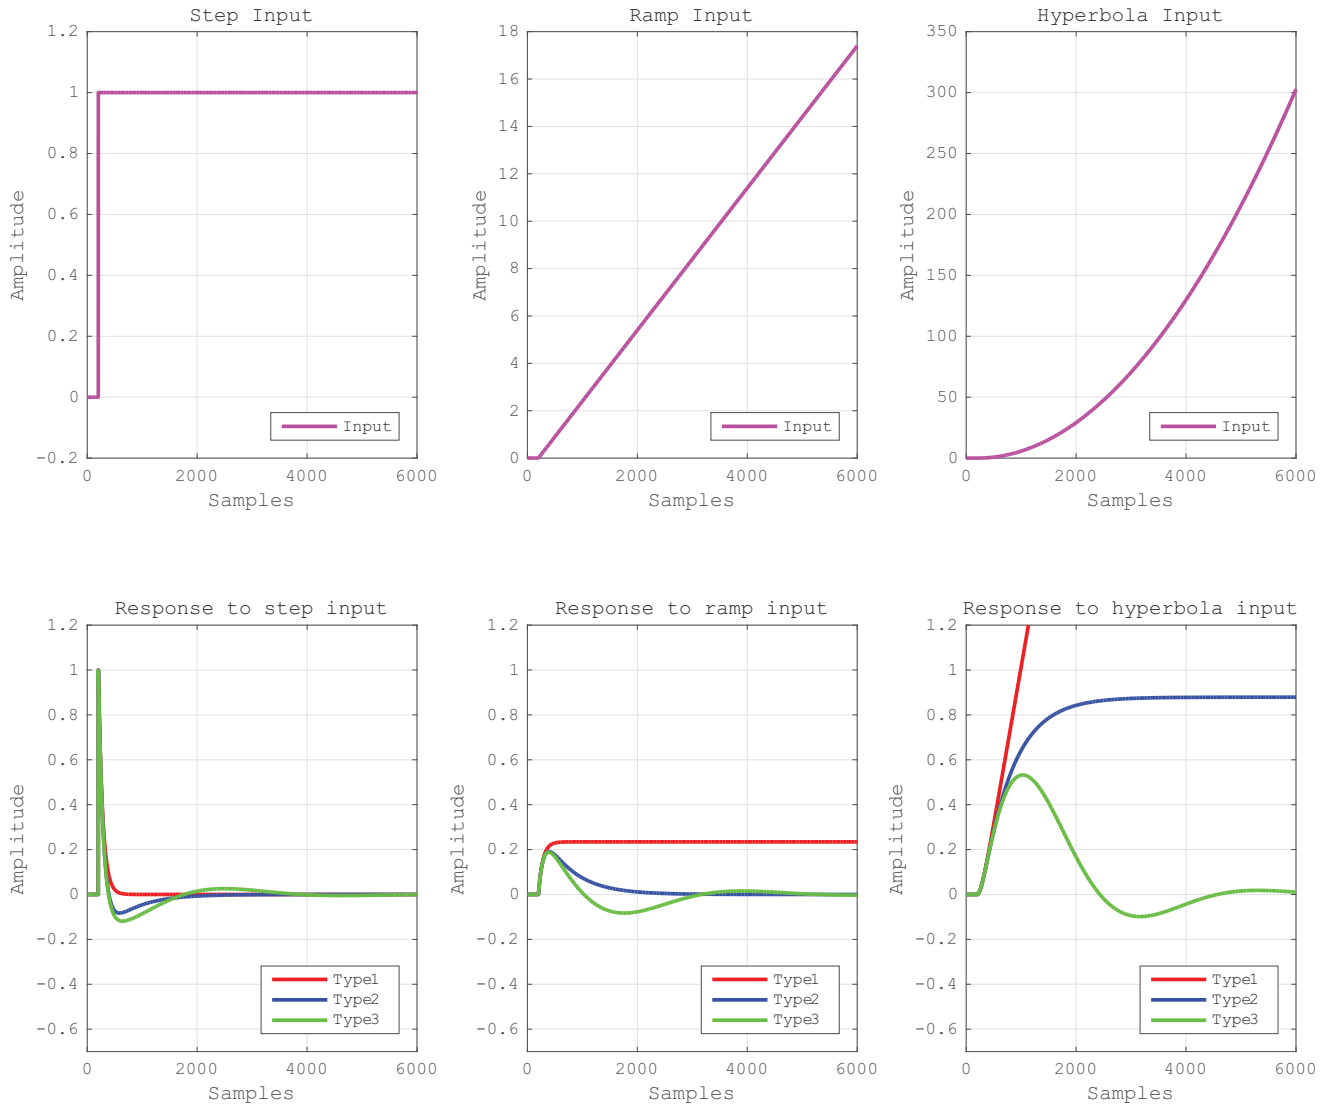 Step Input
1.2
1
0.8
0.6
0.4
0.2
0
-0.2
Amplitude
Input
0 2000 4000 6000
Samples
Ramp Input
18
16
14
12
10
8
6
4
2
0
Amplitude
Input
0 2000 4000 6000
Samples
Hyperbola Input
350
300
250
200
150
100
50
0
Amplitude
Input
0 2000 4000 6000
Samples
Response to step input
1.2
1
0.8
0.6
0.4
0.2
0
-0.2
-0.4
-0.6
Amplitude
Type1
Type2
Type3
0 2000 4000 6000
Samples
Response to ramp input
1.2
1
0.8
0.6
0.4
0.2
0
-0.2
-0.4
-0.6
Amplitude
Type1
Type2
Type3
0 2000 4000 6000
Samples
Response to hyperbola input
1.2
1
0.8
0.6
0.4
0.2
0
-0.2
-0.4
-0.6
Amplitude
Type1
Type2
Type3
0 2000 4000 6000
Samples